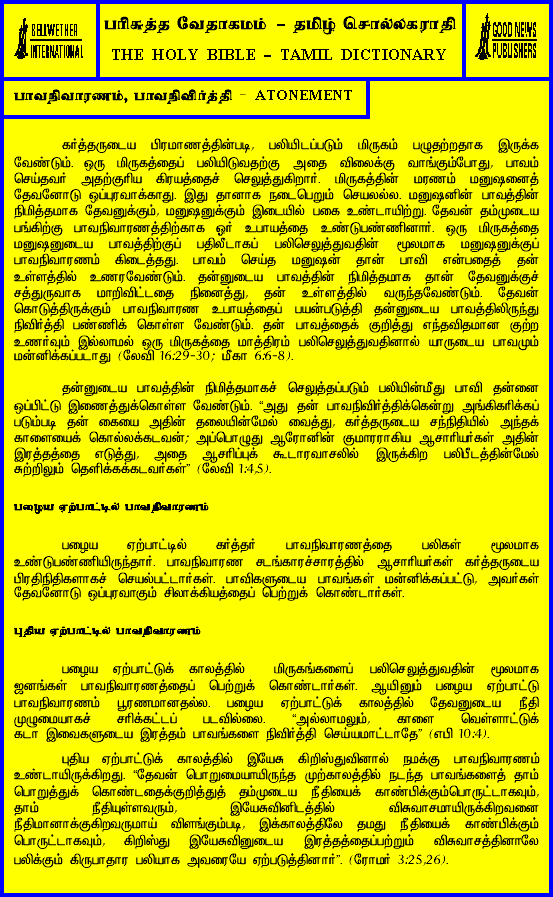 BELLWETHER
INTERNATIONAL
பரிசுத்த வேதாகமம் – தமிழ் சொல்லகராதி
THE HOLY BIBLE – TAMIL DICTIONARY
GOOD NEWS
PUBLISHERS
பாவநிவாரணம், பாவநிவிர்த்தி – ATONEMENT
கர்த்தருடைய பிரமாணத்தின்படி, பலியிடப்படும் மிருகம் பழுதற்றதாக இருக்க
வேண்டும். ஒரு மிருகத்தைப் பலியிடுவதற்கு அதை விலைக்கு வாங்கும்போது, பாவம்
செய்தவர் அதற்குரிய கிரயத்தைச் செலுத்துகிறார். மிருகத்தின் மரணம் மனுஷனைத்
தேவனோடு ஒப்புரவாக்காது. இது தானாக நடைபெறும் செயலல்ல. மனுஷனின் பாவத்தின்
நிமித்தமாக தேவனுக்கும், மனுஷனுக்கும் இடையில் பகை உண்டாயிற்று. தேவன் தம்முடைய
பங்கிற்கு பாவநிவாரணத்திற்காக ஓர் உபாயத்தை உண்டுபண்ணினார். ஒரு மிருகத்தை
மனுஷனுடைய பாவத்திற்குப் பதிலீடாகப் பலிசெலுத்துவதின் மூலமாக மனுஷனுக்குப்
பாவநிவாரணம் கிடைத்தது. பாவம் செய்த மனுஷன் தான் பாவி என்பதைத் தன்
உள்ளத்தில் உணரவேண்டும். தன்னுடைய பாவத்தின் நிமித்தமாக தான் தேவனுக்குச்
சத்துருவாக மாறிவிட்டதை நினைத்து, தன் உள்ளத்தில் வருந்தவேண்டும். தேவன்
கொடுத்திருக்கும் பாவநிவாரண உபாயத்தைப் பயன்படுத்தி தன்னுடைய பாவத்திலிருந்து
நிவிர்த்தி பண்ணிக் கொள்ள வேண்டும். தன் பாவத்தைக் குறித்து எந்தவிதமான குற்ற
உணர்வும் இல்லாமல் ஒரு மிருகத்தை மாத்திரம் பலிசெலுத்துவதினால் யாருடைய பாவமும்
மன்னிக்கப்படாது (லேவி 16:29-30; மீகா 6:6-8).
தன்னுடைய பாவத்தின் நிமித்தமாகச் செலுத்தப்படும் பலியின்மீது பாவி தன்னை
ஒப்பிட்டு இணைத்துக்கொள்ள வேண்டும். “அது தன் பாவநிவிர்த்திக்கென்று அங்கிகரிக்கப்
படும்படி தன் கையை அதின் தலையின்மேல் வைத்து, கர்த்தருடைய சந்நிதியில் அந்தக்
காளையைக் கொல்லக்கடவன்; அப்பொழுது ஆரோனின் குமாரராகிய ஆசாரியர்கள் அதின்
இரத்தத்தை எடுத்து, அதை ஆசரிப்புக் கூடாரவாசலில் இருக்கிற பலிபீடத்தின்மேல்
சுற்றிலும் தெளிக்கக்கடவர்கள்” (லேவி 1:4,5).
பழைய ஏற்பாட்டில் பாவநிவாரணம்
பழைய ஏற்பாட்டில் கர்த்தர் பாவநிவாரணத்தை பலிகள் மூலமாக
உண்டுபண்ணியிருந்தார். பாவநிவாரண சடங்காச்சாரத்தில் ஆசாரியர்கள் கர்த்தருடைய
பிரதிநிதிகளாகச் செயல்பட்டார்கள். பாவிகளுடைய பாவங்கள் மன்னிக்கப்பட்டு, அவர்கள்
தேவனோடு ஒப்புரவாகும் சிலாக்கியத்தைப் பெற்றுக் கொண்டார்கள்.
புதிய ஏற்பாட்டில் பாவநிவாரணம்
பழைய ஏற்பாட்டுக் காலத்தில் மிருகங்களைப் பலிசெலுத்துவதின் மூலமாக
ஜனங்கள் பாவநிவாரணத்தைப் பெற்றுக் கொண்டார்கள். ஆயினும் பழைய ஏற்பாட்டு
பாவநிவாரணம் பூரணமானதல்ல. பழைய ஏற்பாட்டுக் காலத்தில் தேவனுடைய நீதி
முழுமையாகச் சரிக்கட்டப் படவில்லை. “அல்லாமலும், காளை வெள்ளாட்டுக்
கடா இவைகளுடைய இரத்தம் பாவங்களை நிவிர்த்தி செய்யமாட்டாதே” (எபி 10:4).
புதிய ஏற்பாட்டுக் காலத்தில் இயேசு கிறிஸ்துவினால் நமக்கு பாவநிவாரணம்
உண்டாயிருக்கிறது. “தேவன் பொறுமையாயிருந்த முற்காலத்தில் நடந்த பாவங்களைத் தாம்
பொறுத்துக் கொண்டதைக்குறித்துத் தம்முடைய நீதியைக் காண்பிக்கும்பொருட்டாகவும்,
தாம் நீதியுள்ளவரும், இயேசுவினிடத்தில் விசுவாசமாயிருக்கிறவனை
நீதிமானாக்குகிறவருமாய் விளங்கும்படி, இக்காலத்திலே தமது நீதியைக் காண்பிக்கும்
பொருட்டாகவும், கிறிஸ்து இயேசுவினுடைய இரத்தத்தைப்பற்றும் விசுவாசத்தினாலே
பலிக்கும் கிருபாதார பலியாக அவரையே ஏற்படுத்தினார்”. (ரோமர் 3:25,26).